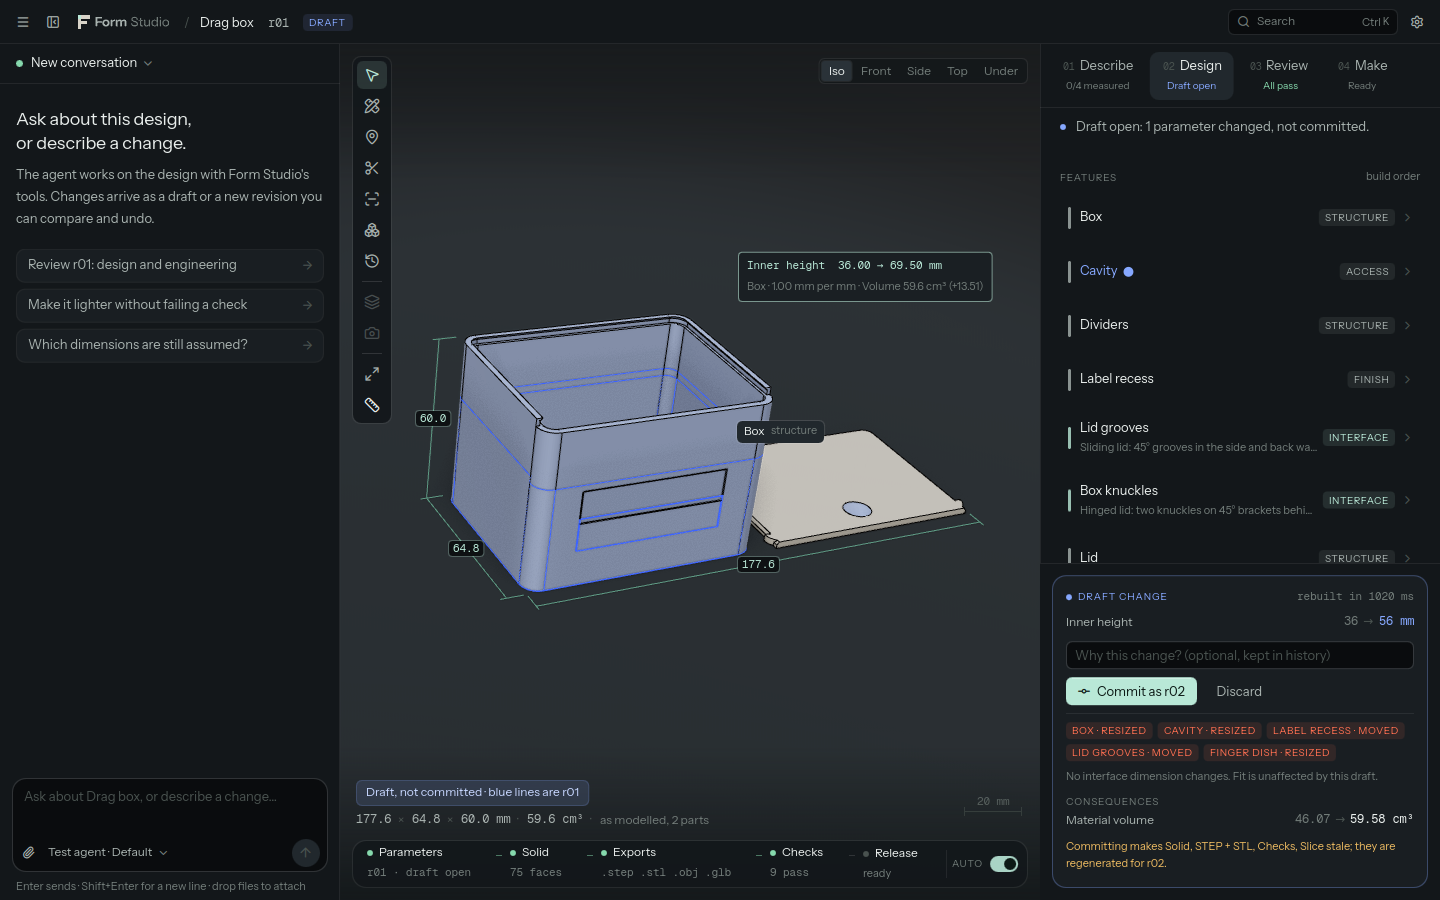 Form Studio / Drag box r01 DRAFT
Search Ctrl K
New conversation
Ask about this design,
or describe a change.
The agent works on the design with Form Studio's
tools. Changes arrive as a draft or a new revision you
can compare and undo.
Review r01: design and engineering
Make it lighter without failing a check
Which dimensions are still assumed?
Ask about Drag box, or describe a change...
Test agent · Default
Enter sends · Shift+Enter for a new line · drop files to attach
Iso Front Side Top Under
Inner height 36.00 → 69.50 mm
Box · 1.00 mm per mm · Volume 59.6 cm³ (+13.51)
60.0
Box structure
64.8
177.6
Draft, not committed · blue lines are r01
177.6 × 64.8 × 60.0 mm · 59.6 cm³ · as modelled, 2 parts
20 mm
Parameters
r01 · draft open
Solid
75 faces
Exports
.step .stl .obj .glb
Checks
9 pass
Release
ready
AUTO
01 Describe
0/4 measured
02 Design
Draft open
03 Review
All pass
04 Make
Ready
Draft open: 1 parameter changed, not committed.
FEATURES build order
Box STRUCTURE
Cavity ACCESS
Dividers STRUCTURE
Label recess FINISH
Lid grooves INTERFACE
Sliding lid: 45° grooves in the side and back wa...
Box knuckles INTERFACE
Hinged lid: two knuckles on 45° brackets behi...
Lid STRUCTURE
DRAFT CHANGE rebuilt in 1020 ms
Inner height 36 → 56 mm
Why this change? (optional, kept in history)
Commit as r02 Discard
BOX · RESIZED CAVITY · RESIZED LABEL RECESS · MOVED
LID GROOVES · MOVED FINGER DISH · RESIZED
No interface dimension changes. Fit is unaffected by this draft.
CONSEQUENCES
Material volume 46.07 → 59.58 cm³
Committing makes Solid, STEP + STL, Checks, Slice stale; they are
regenerated for r02.